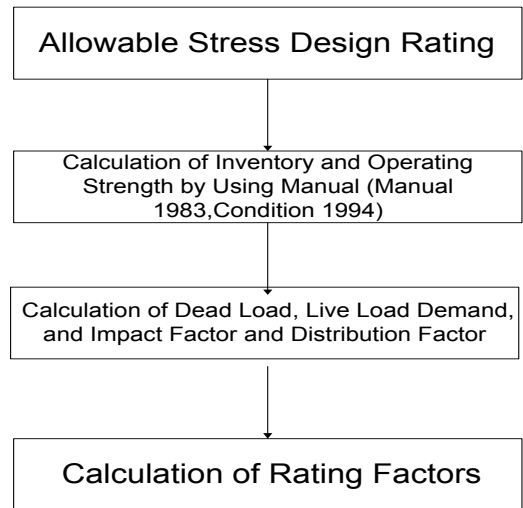 Allowable Stress Design Rating
Calculation of Inventory and Operating
Strength by Using Manual (Manual
1983,Condition 1994)
Calculation of Dead Load, Live Load Demand,
and Impact Factor and Distribution Factor
Calculation of Rating Factors